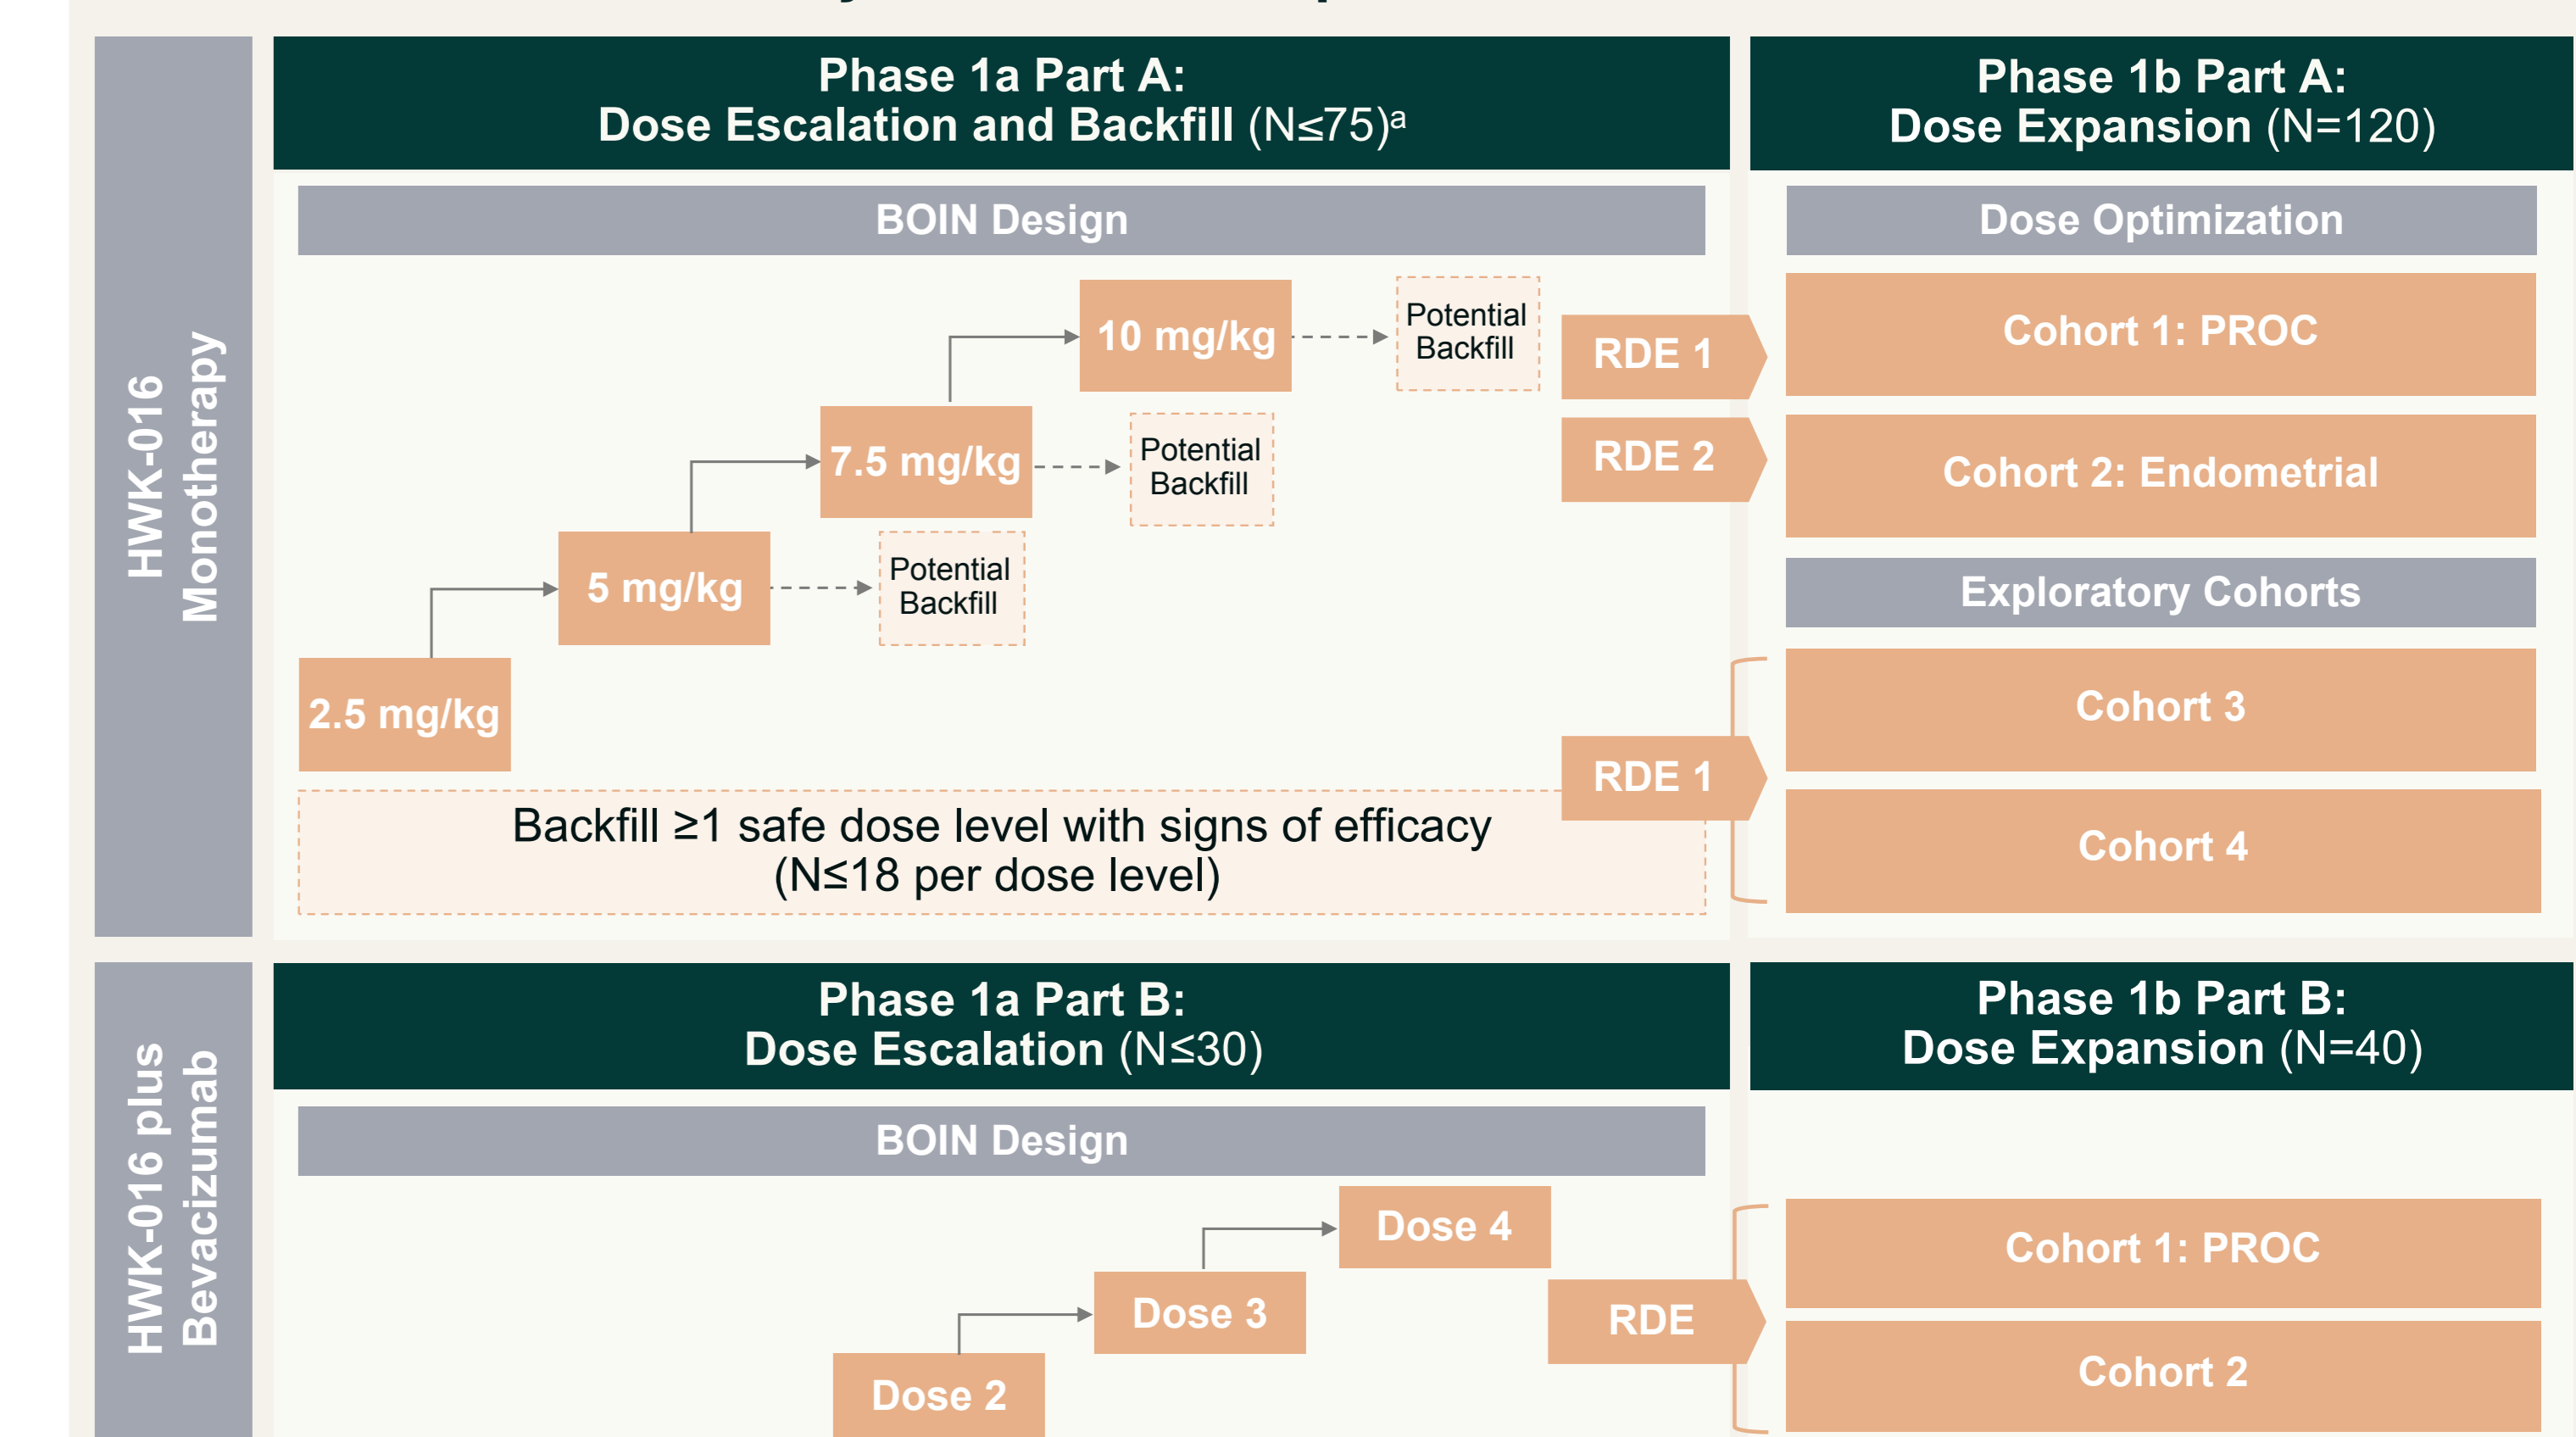 HWK-016
Monotherapy
Phase 1a Part A:
Dose Escalation and Backfill (N≤75)ᵃ
BOIN Design
10 mg/kg
Potential
Backfill
7.5 mg/kg
Potential
Backfill
5 mg/kg
Potential
Backfill
2.5 mg/kg
Backfill ≥1 safe dose level with signs of efficacy
(N≤18 per dose level)
RDE 1
RDE 2
RDE 1
Phase 1b Part A:
Dose Expansion (N=120)
Dose Optimization
Cohort 1: PROC
Cohort 2: Endometrial
Exploratory Cohorts
Cohort 3
Cohort 4
HWK-016 plus
Bevacizumab
Phase 1a Part B:
Dose Escalation (N≤30)
BOIN Design
Dose 4
Dose 3
Dose 2
RDE
Phase 1b Part B:
Dose Expansion (N=40)
Cohort 1: PROC
Cohort 2